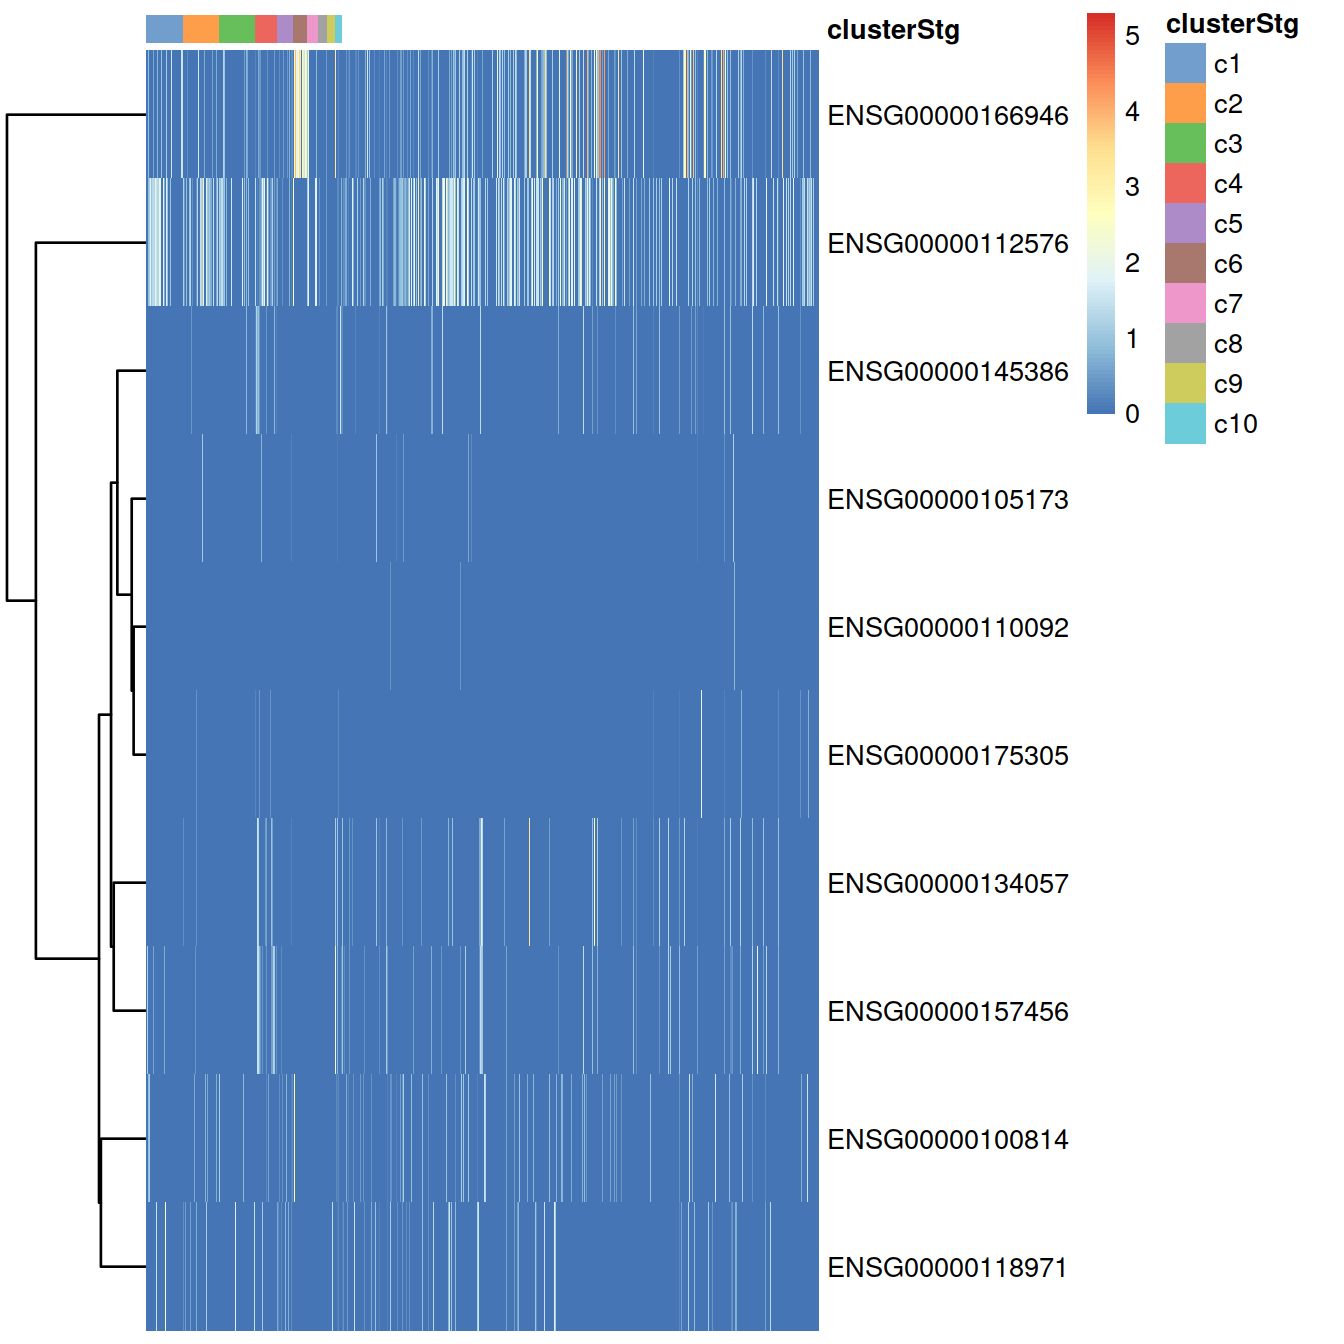 clusterStg
ENSG00000166946
ENSG00000112576
ENSG00000145386
ENSG00000105173
ENSG00000110092
ENSG00000175305
ENSG00000134057
ENSG00000157456
ENSG00000100814
ENSG00000118971
5
4
3
2
1
0
clusterStg
c1
c2
c3
c4
c5
c6
c7
c8
c9
c10